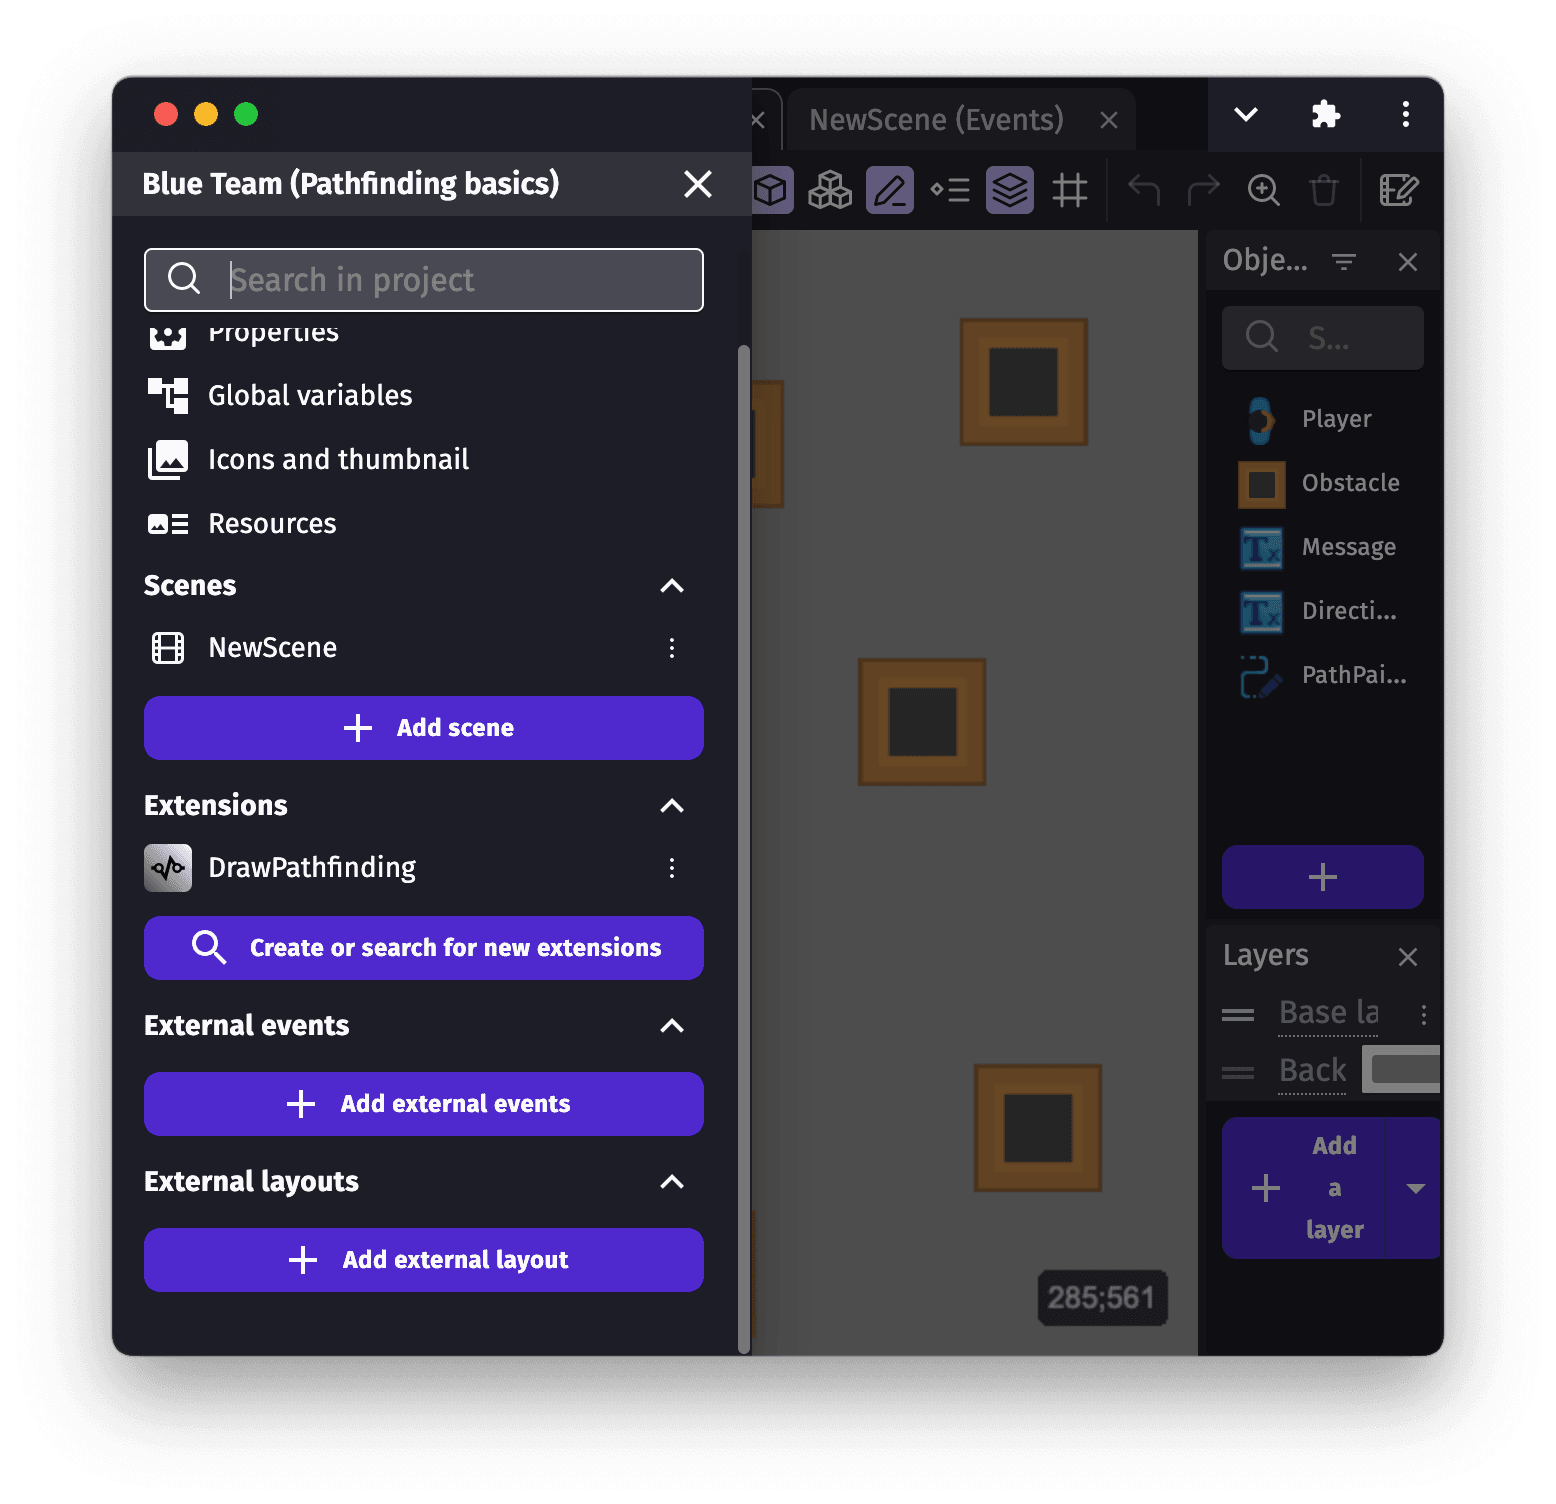 NewScene (Events)
Blue Team (Pathfinding basics)
Search in project
Properties
Global variables
Icons and thumbnail
Resources
Scenes
NewScene
Add scene
Extensions
DrawPathfinding
Create or search for new extensions
External events
Add external events
External layouts
Add external layout
285;561
Obje...
S...
Player
Obstacle
Tx Message
Tx Directi...
PathPai...
Layers
Base la
Back
Add
a
layer